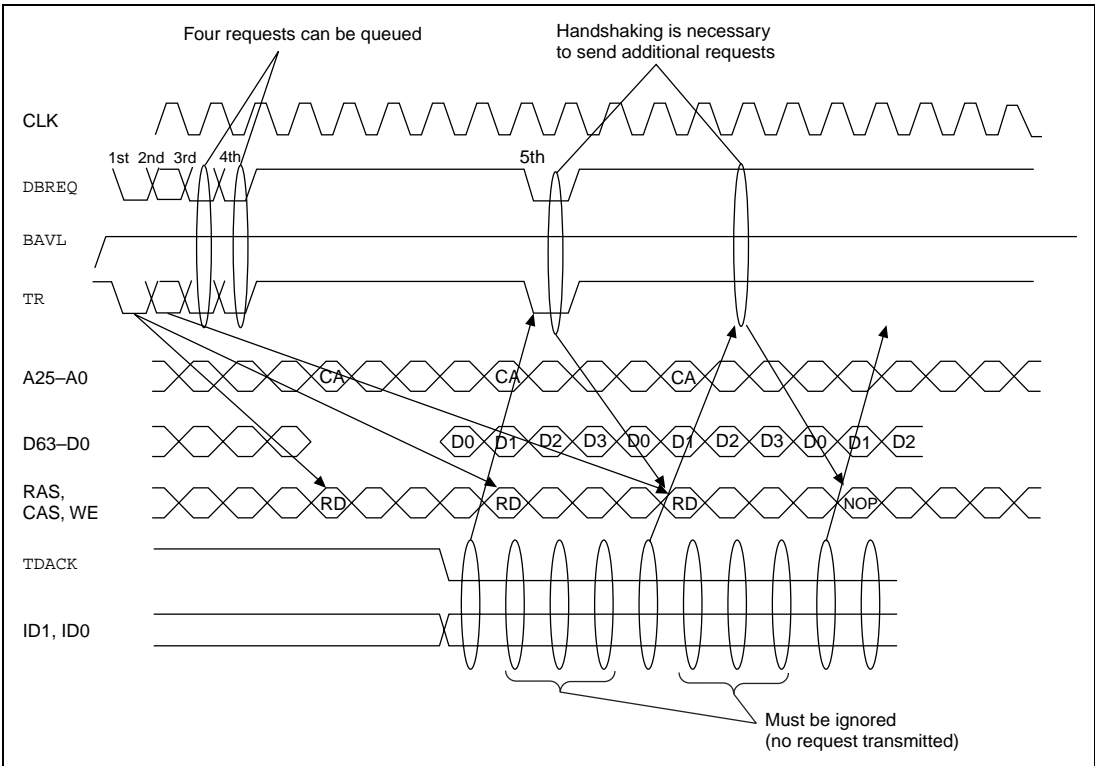 Four requests can be queued
Handshaking is necessary
to send additional requests
CLK
1st 2nd 3rd 4th 5th
DBREQ
BAVL
TR
A25–A0 CA CA CA
D63–D0 D0 D1 D2 D3 D0 D1 D2 D3 D0 D1 D2
RAS,
CAS, WE RD RD RD NOP
TDACK
ID1, ID0
Must be ignored
(no request transmitted)